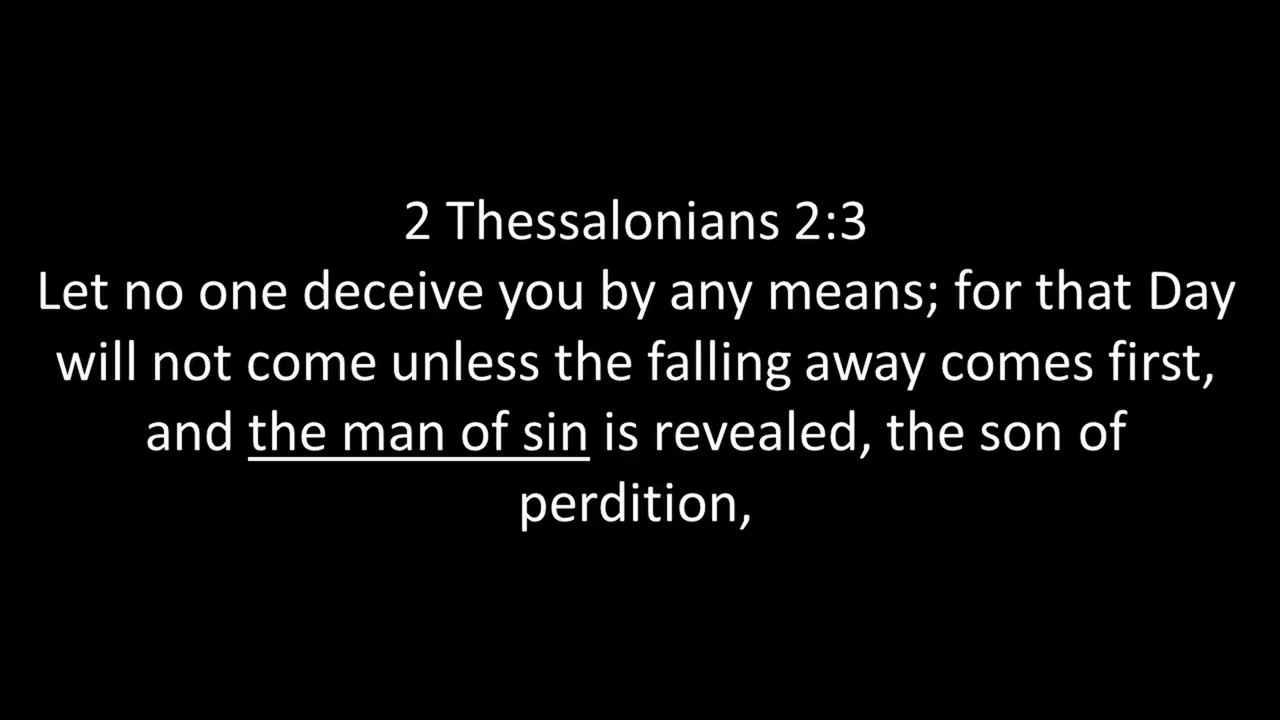 2 Thessalonians 2:3
Let no one deceive you by any means; for that Day
will not come unless the falling away comes first,
and the man of sin is revealed, the son of
perdition,